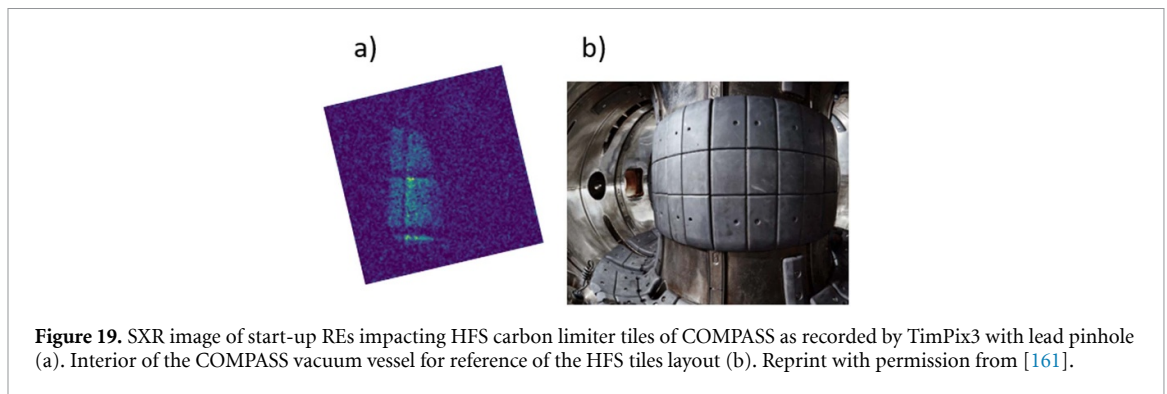 a)
b)
Figure 19. SXR image of start-up REs impacting HFS carbon limiter tiles of COMPASS as recorded by TimPix3 with lead pinhole
(a). Interior of the COMPASS vacuum vessel for reference of the HFS tiles layout (b). Reprint with permission from [161].